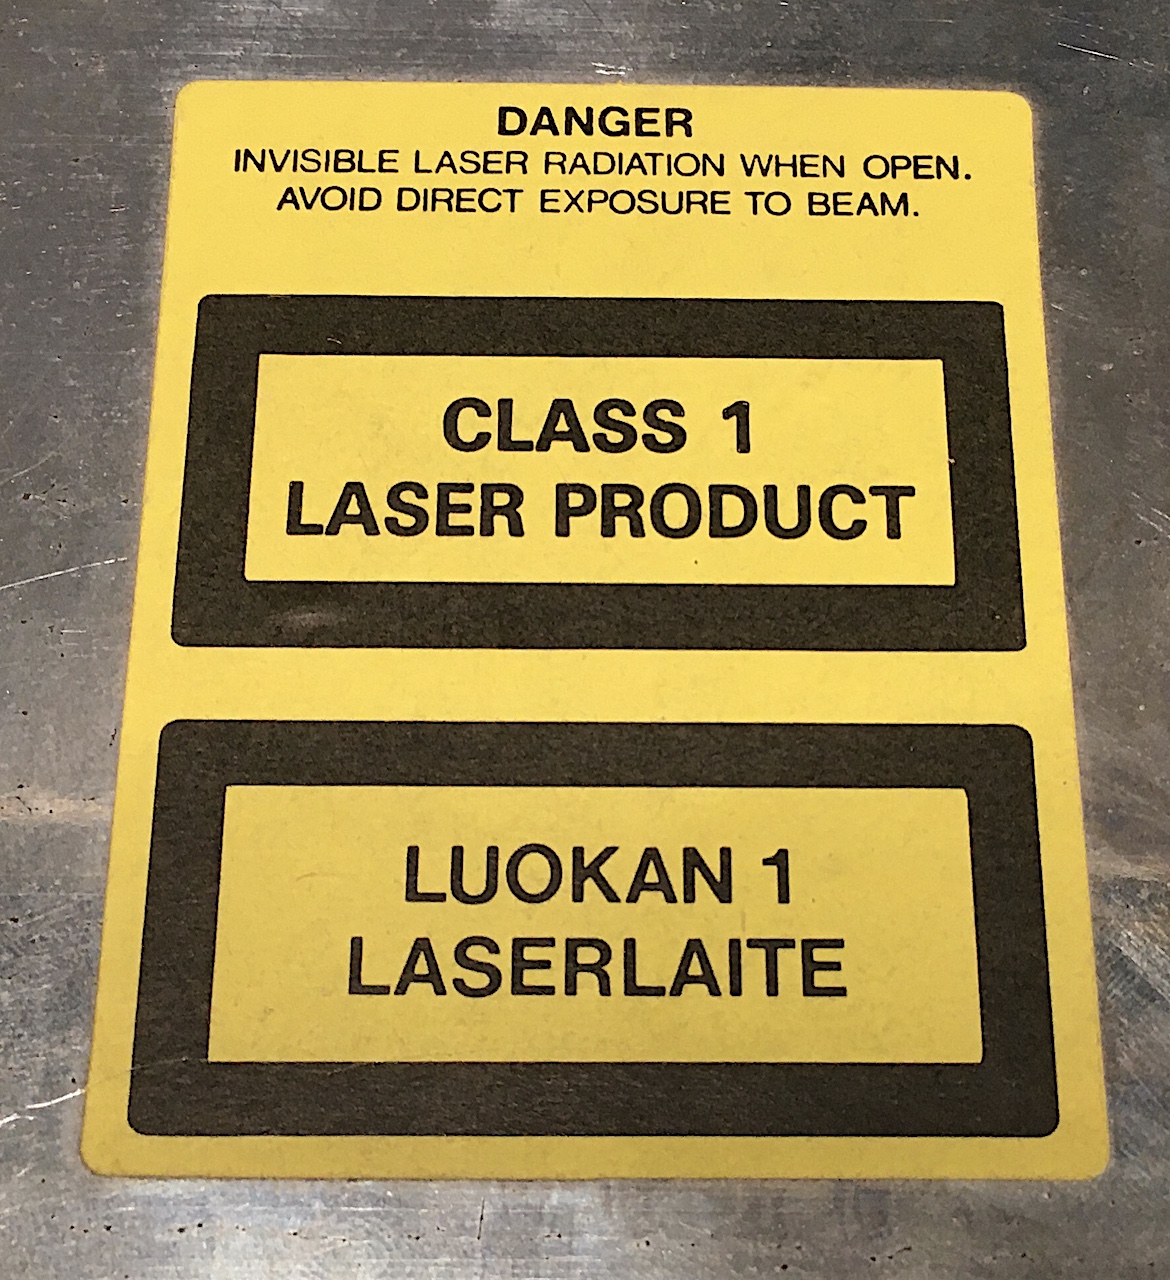 DANGER
INVISIBLE LASER RADIATION WHEN OPEN.
AVOID DIRECT EXPOSURE TO BEAM.
CLASS 1
LASER PRODUCT
LUOKAN 1
LASERLAITE